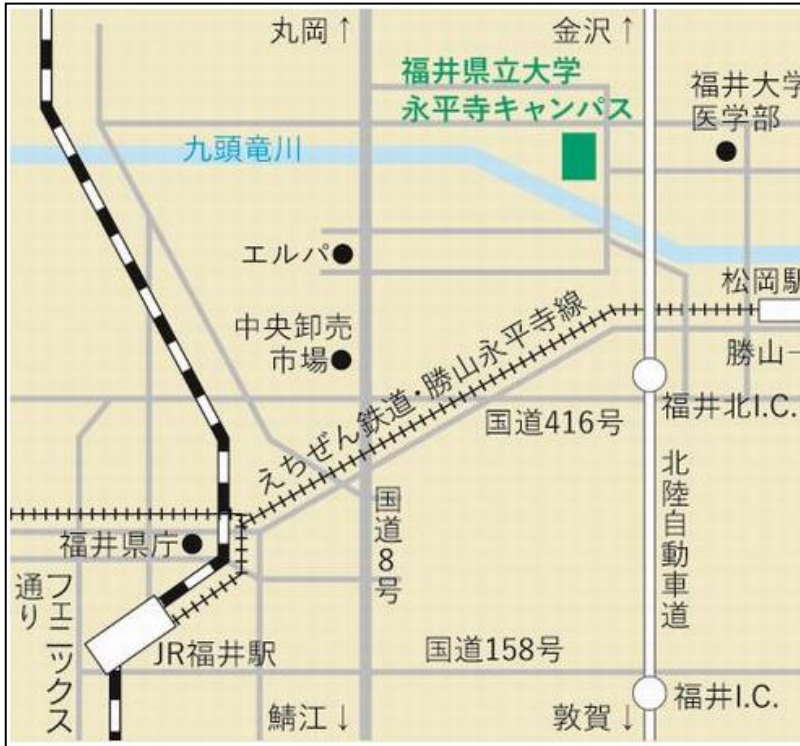 丸岡↑
金沢↑
福井県立大学
永平寺キャンパス
福井大学
医学部
九頭竜川
エルパ
松岡駅
中央卸売
市場
勝山→
えちぜん鉄道・勝山永平寺線
国道416号
福井北I.C.
北陸自動車道
国道8号
福井県庁
フェニックス
通り
JR福井駅
国道158号
福井I.C.
鯖江↓
敦賀↓